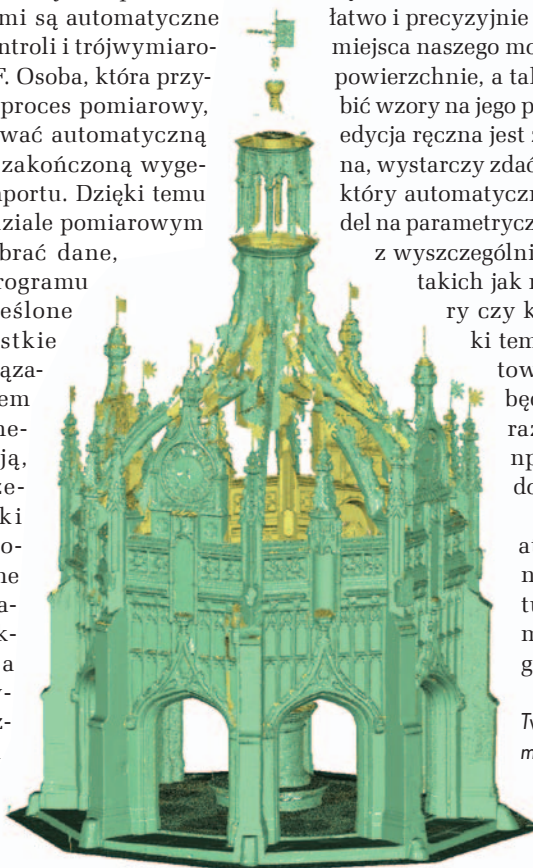 mi są automatyczne
ntroli i trójwymiaro-
F. Osoba, która przy-
proces pomiarowy,
wać automatyczną
zakończoną wyge-
portu. Dzięki temu
dziale pomiarowym
brać dane,
rogramu
eślone
stkie
ąza-
em
ne-
ją,
ze-
ki
o-
ne
a-
k-
a
y-
z-
łatwo i precyzyjnie
miejsca naszego mo
powierzchnie, a tak
bić wzory na jego p
edycja ręczna jest z
na, wystarczy zdać
który automatyczn
del na parametrycz
z wyszczególni
takich jak r
ry czy k
ki tem
tow
będ
raz
np
do
au
n
tu
m
g
Tw
m